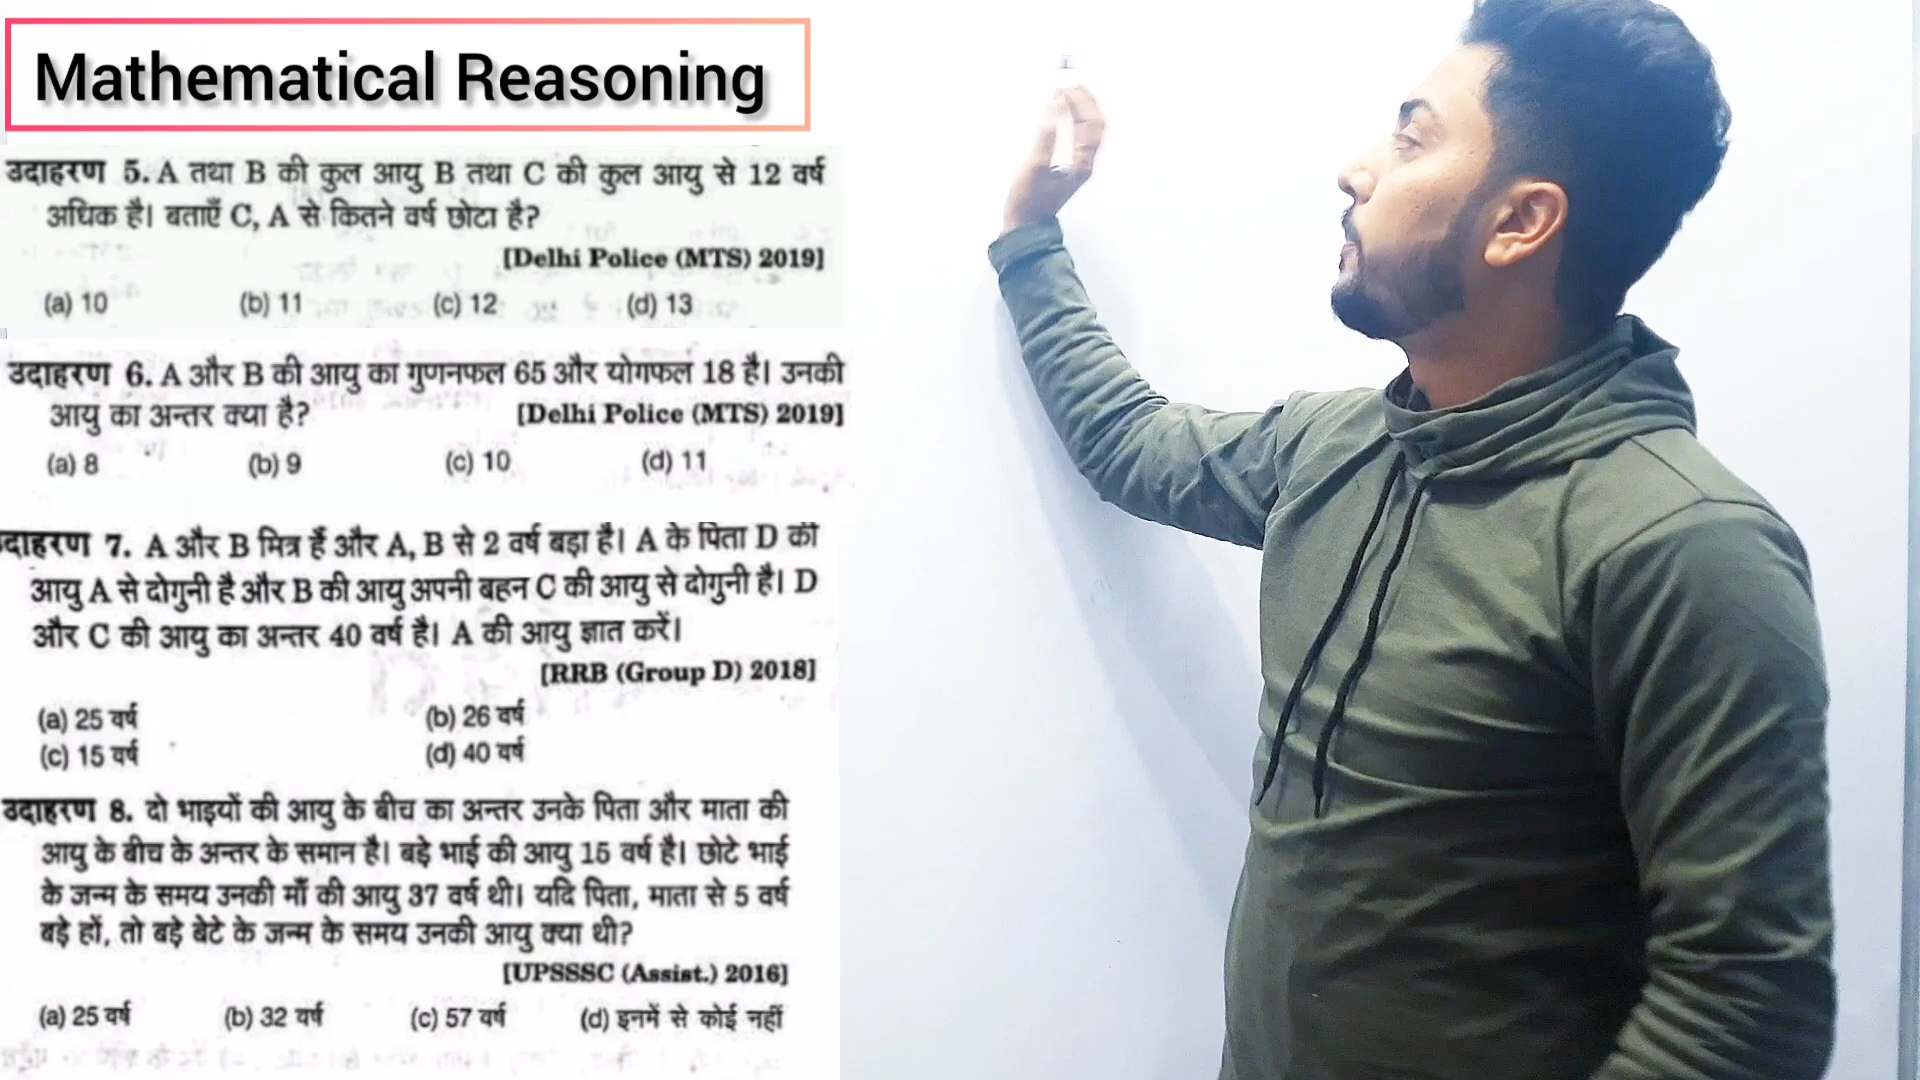 Mathematical Reasoning
उदाहरण 5. A तथा B की कुल आयु B तथा C की कुल आयु से 12 वर्ष
अधिक है। बताएँ C, A से कितने वर्ष छोटा है?
[Delhi Police (MTS) 2019]
(a) 10 (b) 11 (c) 12 (d) 13
उदाहरण 6. A और B की आयु का गुणनफल 65 और योगफल 18 है। उनकी
आयु का अन्तर क्या है? [Delhi Police (MTS) 2019]
(a) 8 (b) 9 (c) 10 (d) 11
दाहरण 7. A और B मित्र हैं और A, B से 2 वर्ष बड़ा है। A के पिता D की
आयु A से दोगुनी है और B की आयु अपनी बहन C की आयु से दोगुनी है। D
और C की आयु का अन्तर 40 वर्ष है। A की आयु ज्ञात करें।
[RRB (Group D) 2018]
(a) 25 वर्ष (b) 26 वर्ष
(c) 15 वर्ष (d) 40 वर्ष
उदाहरण 8. दो भाइयों की आयु के बीच का अन्तर उनके पिता और माता की
आयु के बीच के अन्तर के समान है। बड़े भाई की आयु 15 वर्ष है। छोटे भाई
के जन्म के समय उनकी माँ की आयु 37 वर्ष थी। यदि पिता, माता से 5 वर्ष
बड़े हों, तो बड़े बेटे के जन्म के समय उनकी आयु क्या थी?
[UPSSSC (Assist.) 2016]
(a) 25 वर्ष (b) 32 वर्ष (c) 57 वर्ष (d) इनमें से कोई नहीं